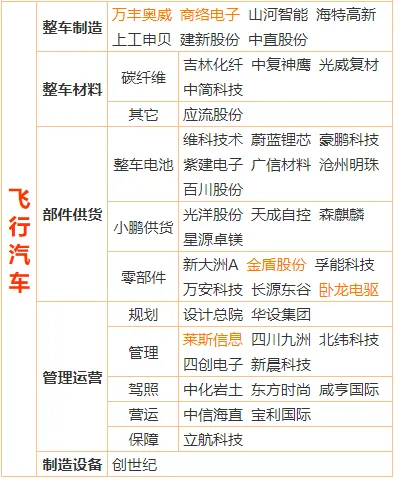 飞行汽车
整车制造
万丰奥威 商络电子 山河智能 海特高新
上工申贝 建新股份 中直股份
整车材料
碳纤维
吉林化纤 中复神鹰 光威复材
中简科技
其它
应流股份
部件供货
整车电池
维科技术 蔚蓝锂芯 豪鹏科技
紫建电子 广信材料 沧州明珠
百川股份
小鹏供货
光洋股份 天成自控 森麒麟
星源卓镁
零部件
新大洲A 金盾股份 孚能科技
万安科技 长源东谷 卧龙电驱
管理运营
规划
设计总院 华设集团
管理
莱斯信息 四川九洲 北纬科技
四创电子 新晨科技
驾照
中化岩土 东方时尚 咸亨国际
营运
中信海直 宝利国际
保障
立航科技
制造设备
创世纪